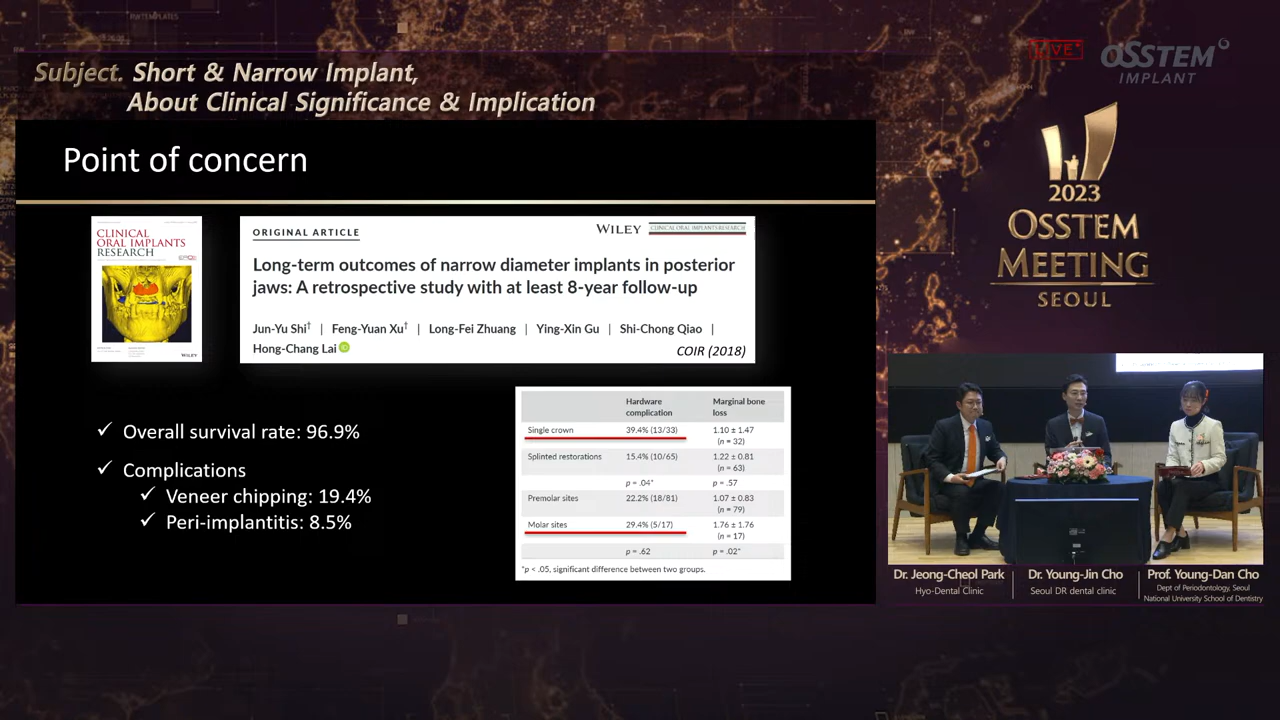 Subject. Short & Narrow Implant,
About Clinical Significance & Implication
LIVE
OSSTEM
IMPLANT
2023
OSSTEM
MEETING
SEOUL
Point of concern
CLINICAL
ORAL IMPLANTS
RESEARCH
WILEY
ORIGINAL ARTICLE
WILEY CLINICAL ORAL IMPLANTS RESEARCH
Long-term outcomes of narrow diameter implants in posterior
jaws: A retrospective study with at least 8-year follow-up
Jun-Yu Shi† | Feng-Yuan Xu† | Long-Fei Zhuang | Ying-Xin Gu | Shi-Chong Qiao |
Hong-Chang Lai iD
COIR (2018)
✓ Overall survival rate: 96.9%
✓ Complications
✓ Veneer chipping: 19.4%
✓ Peri-implantitis: 8.5%
Hardware complication Marginal bone loss
Single crown 39.4% (13/33) 1.10 ± 1.47
(n = 32)
Splinted restorations 15.4% (10/65) 1.22 ± 0.81
(n = 63)
p = .04* p = .57
Premolar sites 22.2% (18/81) 1.07 ± 0.83
(n = 79)
Molar sites 29.4% (5/17) 1.76 ± 1.76
(n = 17)
p = .62 p = .02*
*p < .05, significant difference between two groups.
Dr. Jeong-Cheol Park
Hyo-Dental Clinic
Dr. Young-Jin Cho
Seoul DR dental clinic
Prof. Young-Dan Cho
Dept of Periodontology, Seoul
National University School of Dentistry